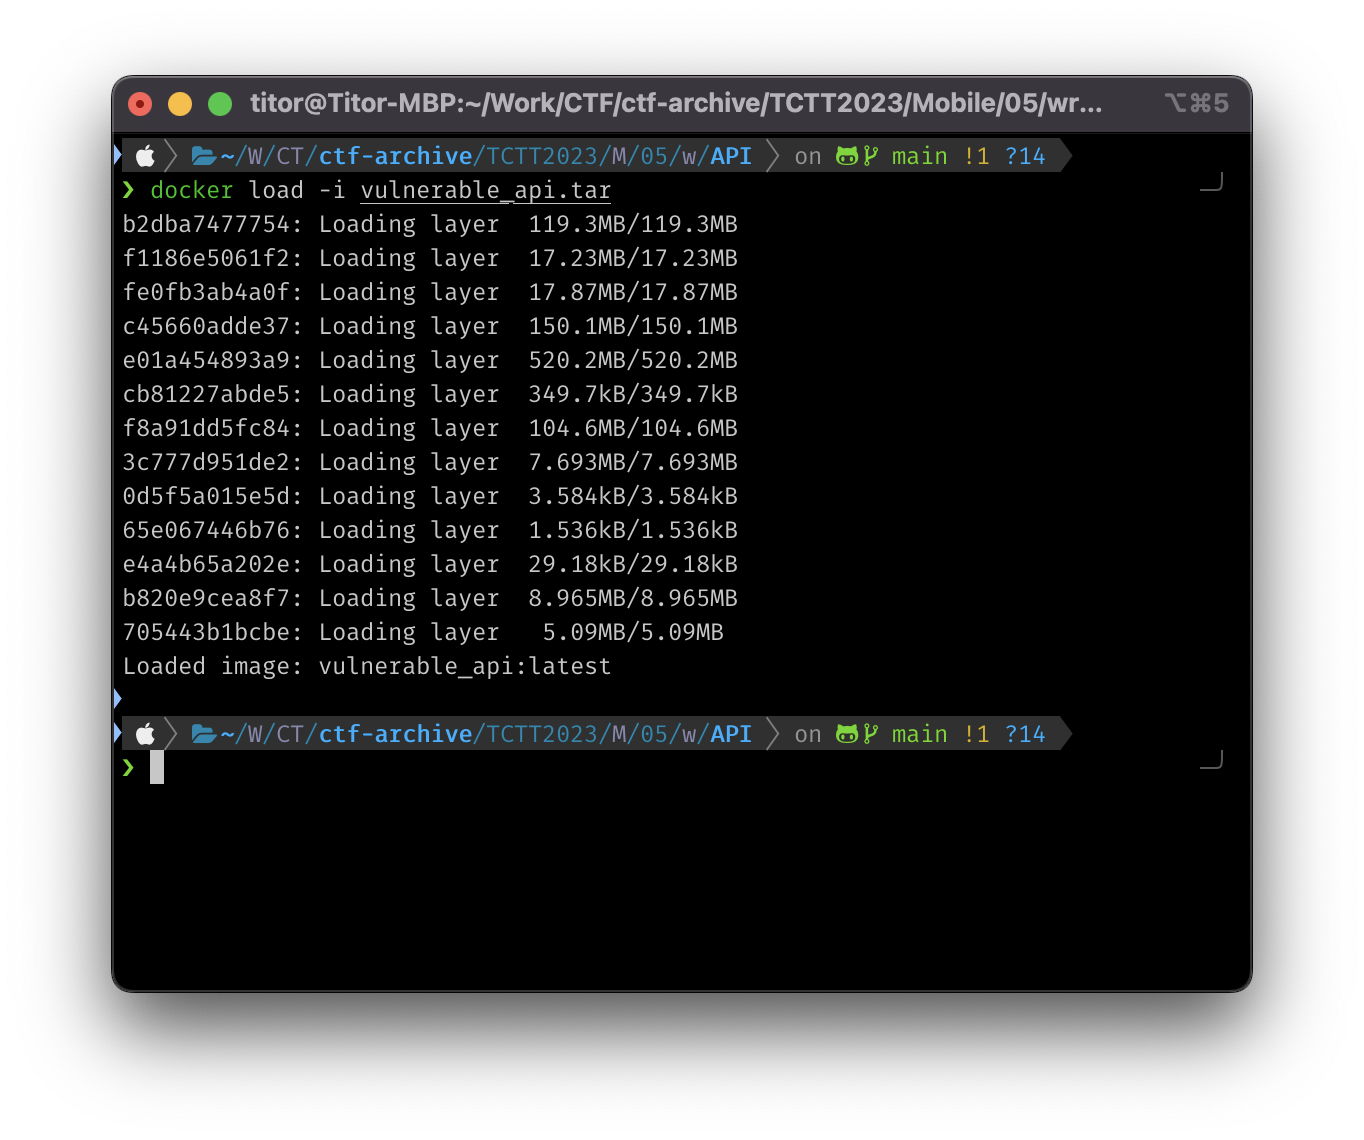 titor@Titor-MBP:~/Work/CTF/ctf-archive/TCTT2023/Mobile/05/wr... ⌥⌘5
~/W/CT/ctf-archive/TCTT2023/M/05/w/API on main !1 ?14
❯ docker load -i vulnerable_api.tar
b2dba7477754: Loading layer 119.3MB/119.3MB
f1186e5061f2: Loading layer 17.23MB/17.23MB
fe0fb3ab4a0f: Loading layer 17.87MB/17.87MB
c45660adde37: Loading layer 150.1MB/150.1MB
e01a454893a9: Loading layer 520.2MB/520.2MB
cb81227abde5: Loading layer 349.7kB/349.7kB
f8a91dd5fc84: Loading layer 104.6MB/104.6MB
3c777d951de2: Loading layer 7.693MB/7.693MB
0d5f5a015e5d: Loading layer 3.584kB/3.584kB
65e067446b76: Loading layer 1.536kB/1.536kB
e4a4b65a202e: Loading layer 29.18kB/29.18kB
b820e9cea8f7: Loading layer 8.965MB/8.965MB
705443b1bcbe: Loading layer 5.09MB/5.09MB
Loaded image: vulnerable_api:latest
~/W/CT/ctf-archive/TCTT2023/M/05/w/API on main !1 ?14
❯